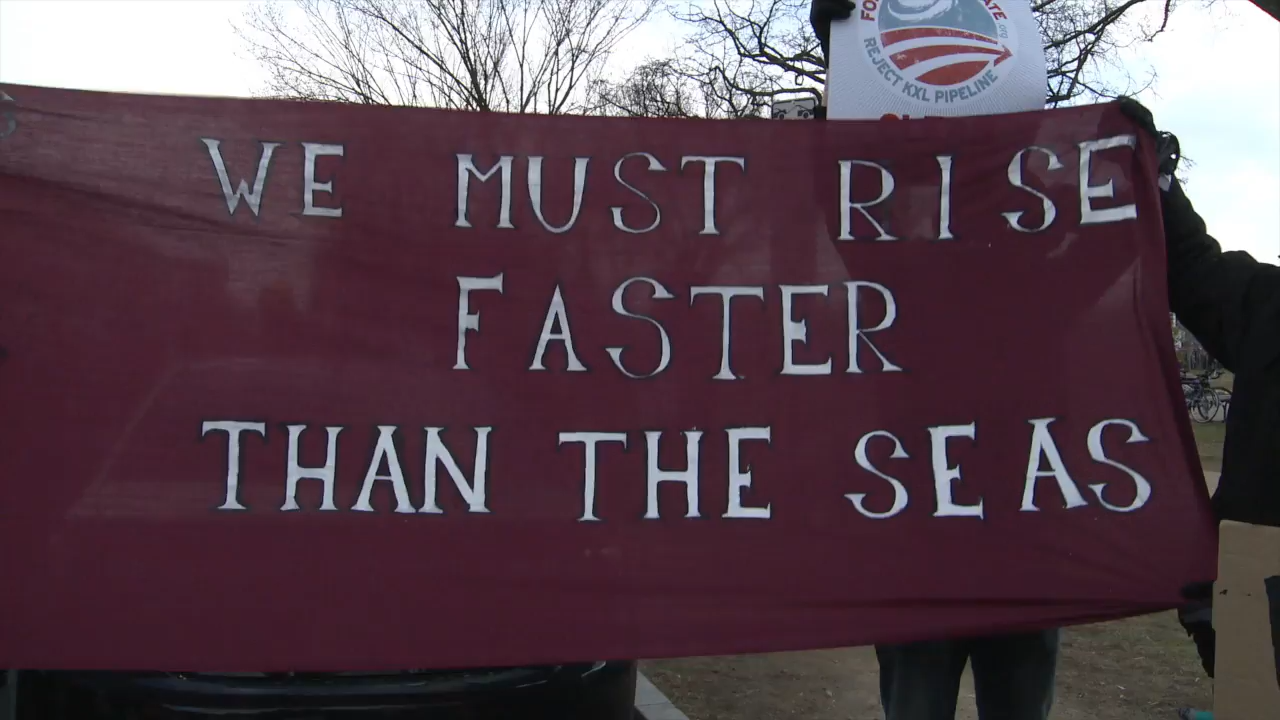 REJECT KXL PIPELINE
WE MUST RISE
FASTER
THAN THE SEAS